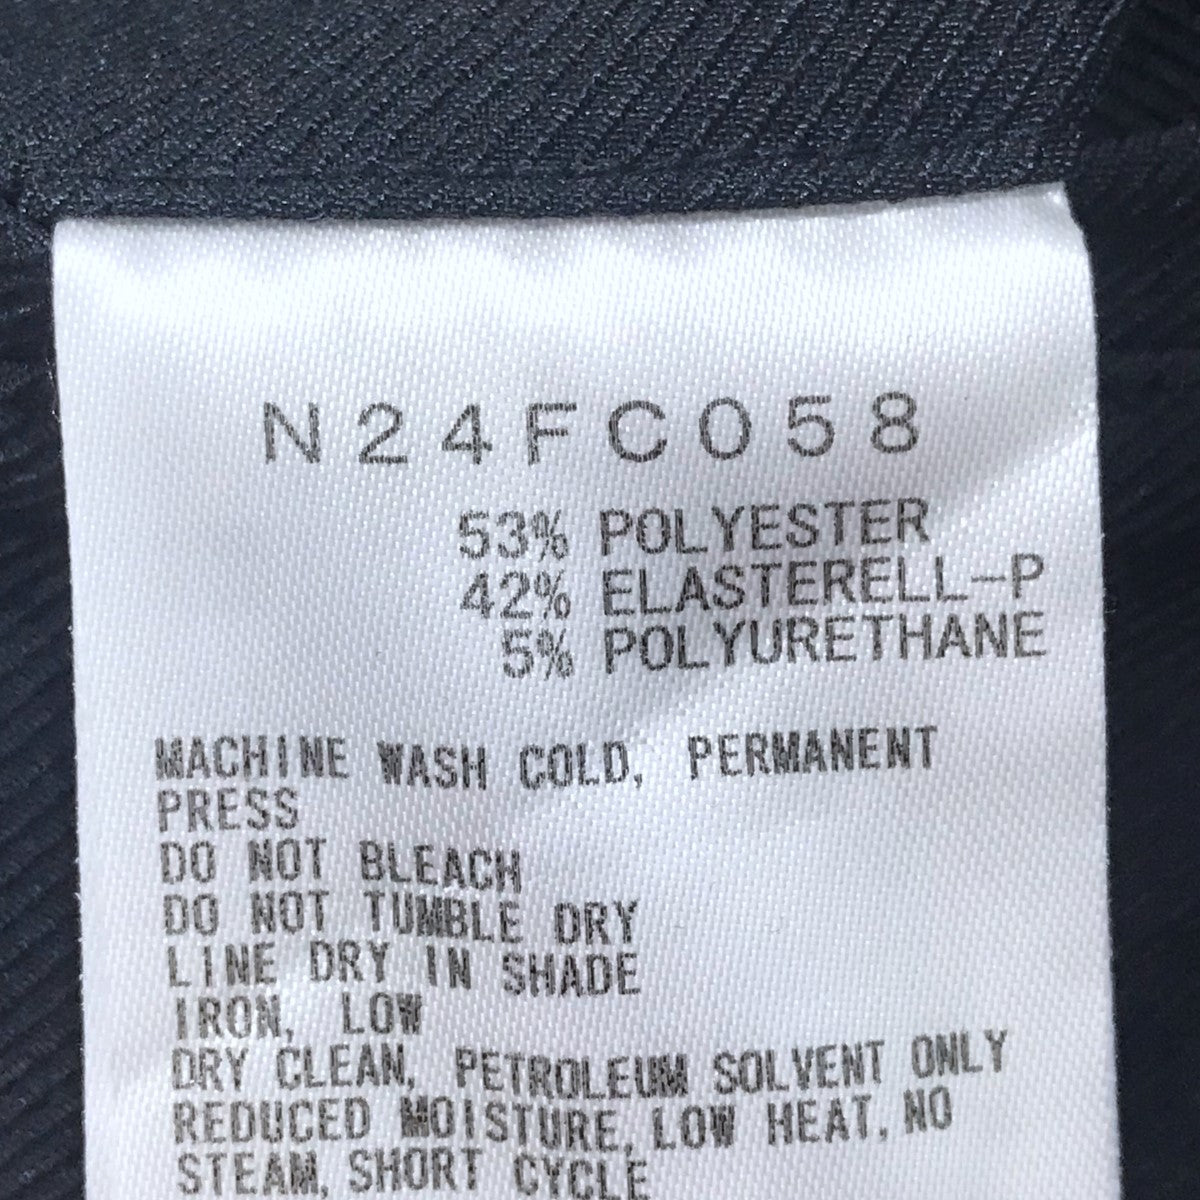 N24FC058
53% POLYESTER
42% ELASTERELL-P
5% POLYURETHANE
MACHINE WASH COLD, PERMANENT
PRESS
DO NOT BLEACH
DO NOT TUMBLE DRY
LINE DRY IN SHADE
IRON, LOW
DRY CLEAN, PETROLEUM SOLVENT ONLY
REDUCED MOISTURE, LOW HEAT, NO
STEAM, SHORT CYCLE